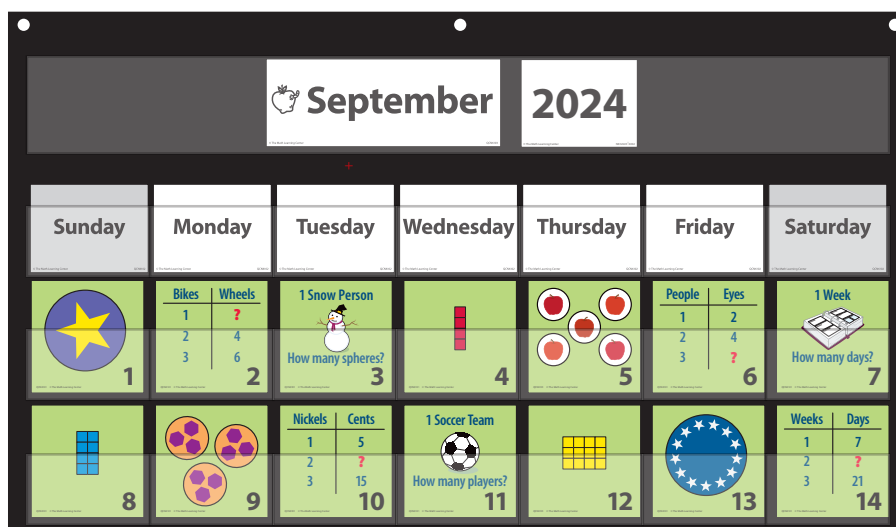 September 2024
Sunday Monday Tuesday Wednesday Thursday Friday Saturday
1
Bikes Wheels
1 ?
2 4
3 6
2
1 Snow Person
How many spheres?
3
4
5
People Eyes
1 2
2 4
3 ?
6
1 Week
How many days?
7
8
9
Nickels Cents
1 5
2 ?
3 15
10
1 Soccer Team
How many players?
11
12
13
Weeks Days
1 7
2 ?
3 21
14